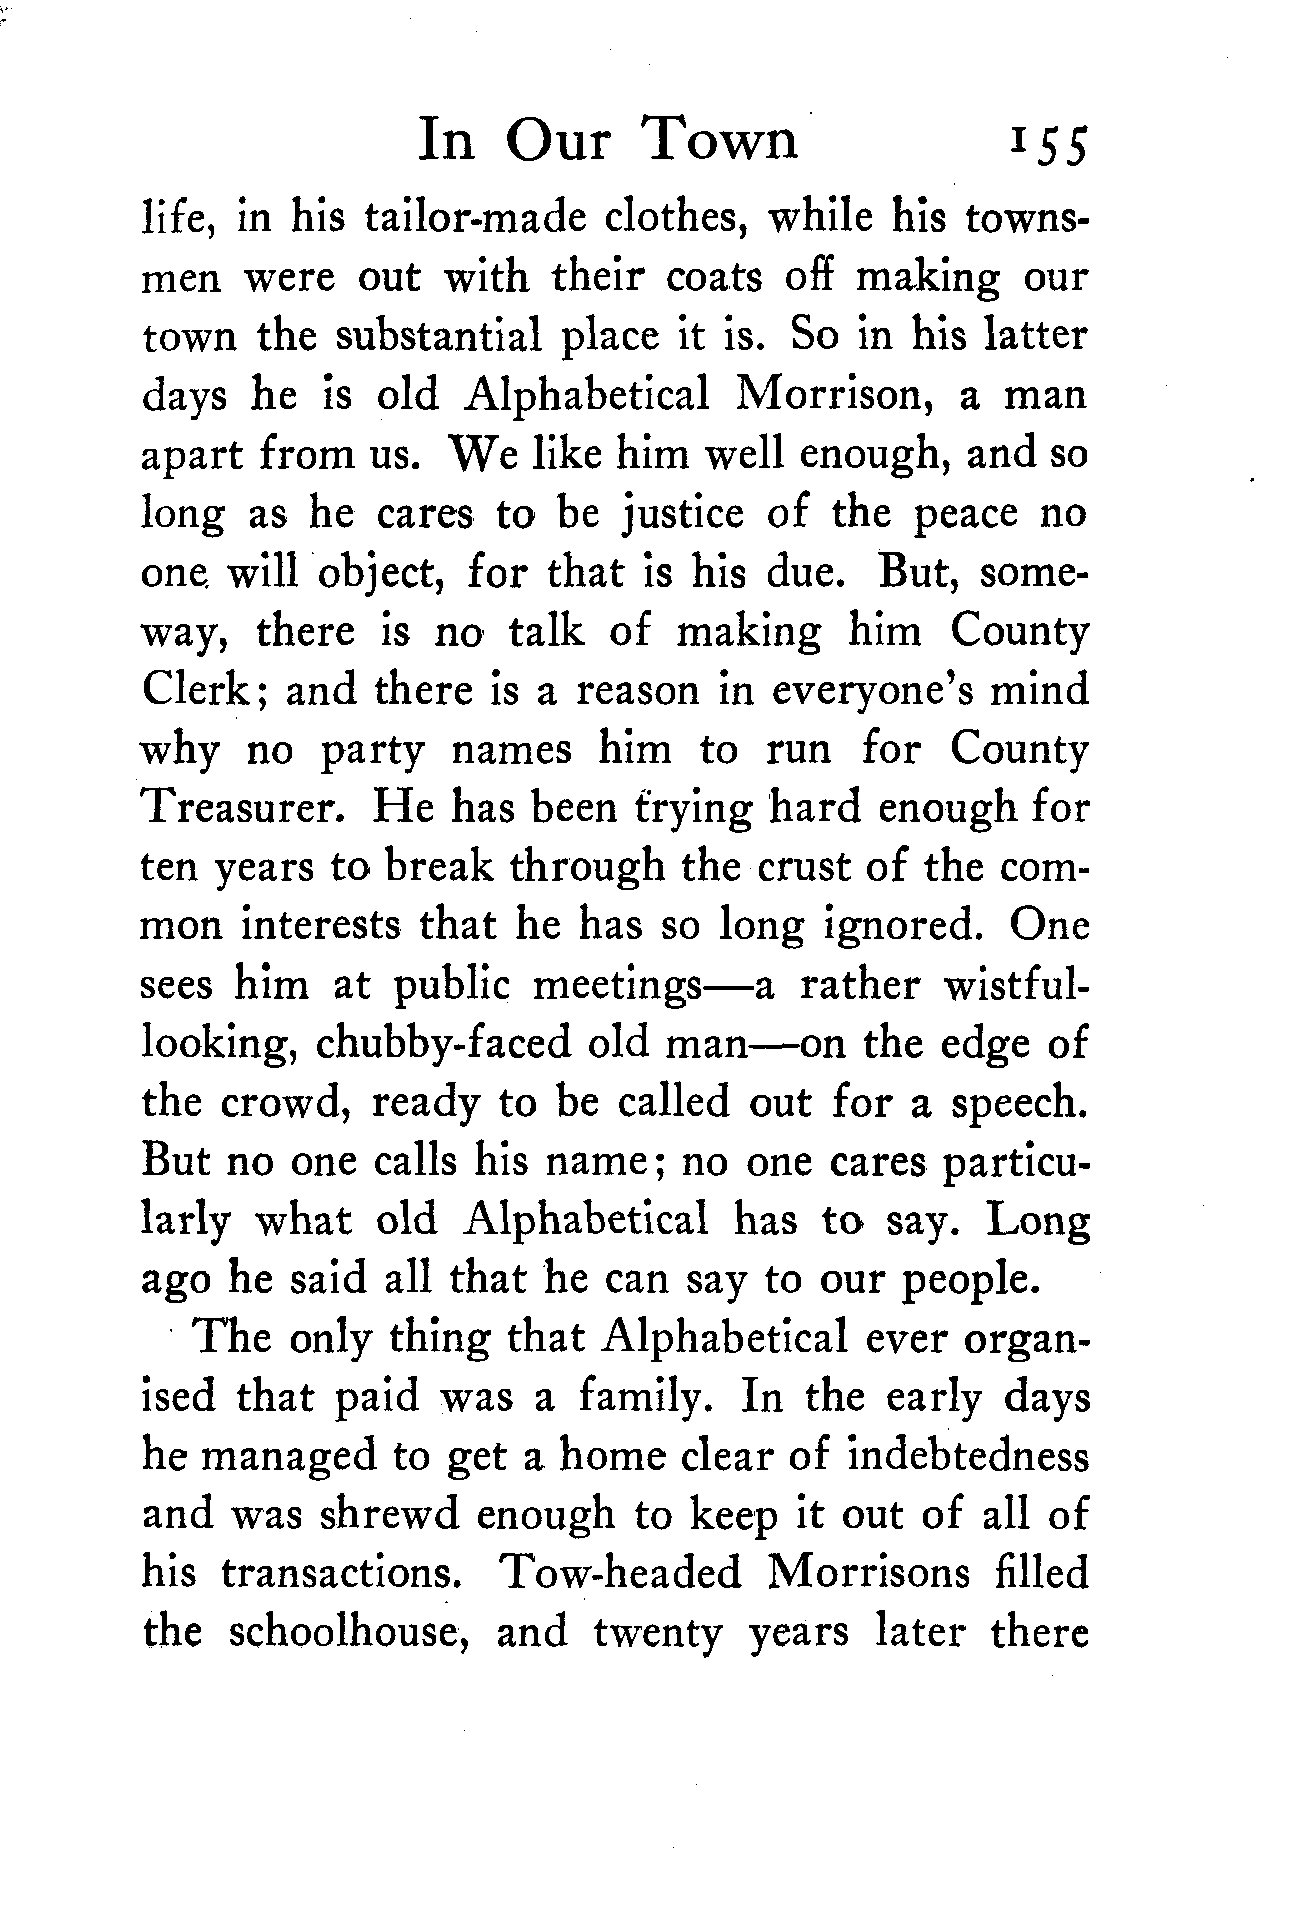 In Our Town 155
life, in his tailor-made clothes, while his towns-
men were out with their coats off making our
town the substantial place it is. So in his latter
days he is old Alphabetical Morrison, a man
apart from us. We like him well enough, and so
long as he cares to be justice of the peace no
one will object, for that is his due. But, some-
way, there is no talk of making him County
Clerk; and there is a reason in everyone's mind
why no party names him to run for County
Treasurer. He has been trying hard enough for
ten years to break through the crust of the com-
mon interests that he has so long ignored. One
sees him at public meetings—a rather wistful-
looking, chubby-faced old man—on the edge of
the crowd, ready to be called out for a speech.
But no one calls his name; no one cares particu-
larly what old Alphabetical has to say. Long
ago he said all that he can say to our people.
The only thing that Alphabetical ever organ-
ised that paid was a family. In the early days
he managed to get a home clear of indebtedness
and was shrewd enough to keep it out of all of
his transactions. Tow-headed Morrisons filled
the schoolhouse, and twenty years later there